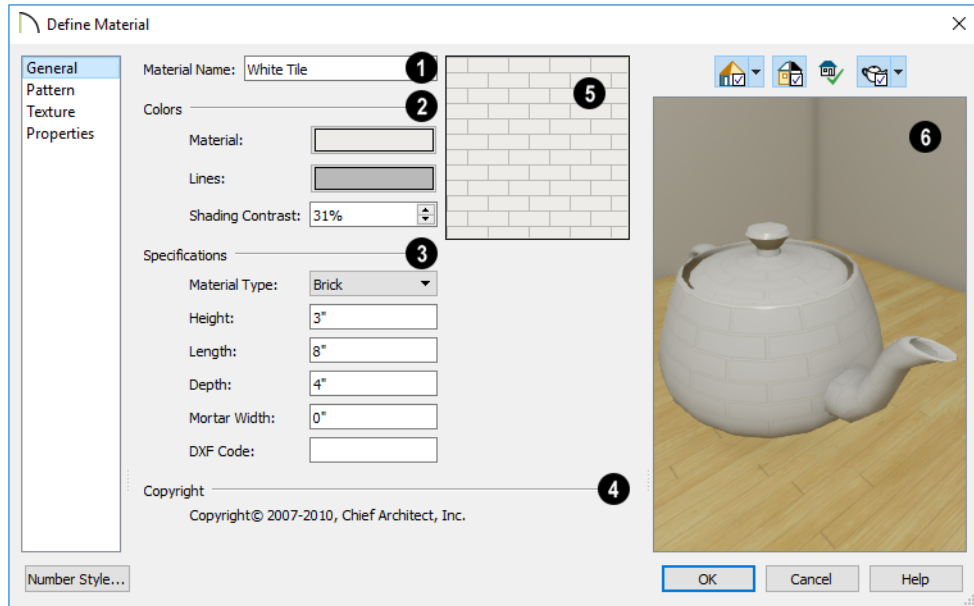 Define Material
General
Pattern
Texture
Properties
Material Name: White Tile 1
Colors 2
Material:
Lines:
Shading Contrast: 31%
Specifications 3
Material Type: Brick
Height: 3"
Length: 8"
Depth: 4"
Mortar Width: 0"
DXF Code:
Copyright 4
Copyright© 2007-2010, Chief Architect, Inc.
5
6
Number Style...
OK Cancel Help